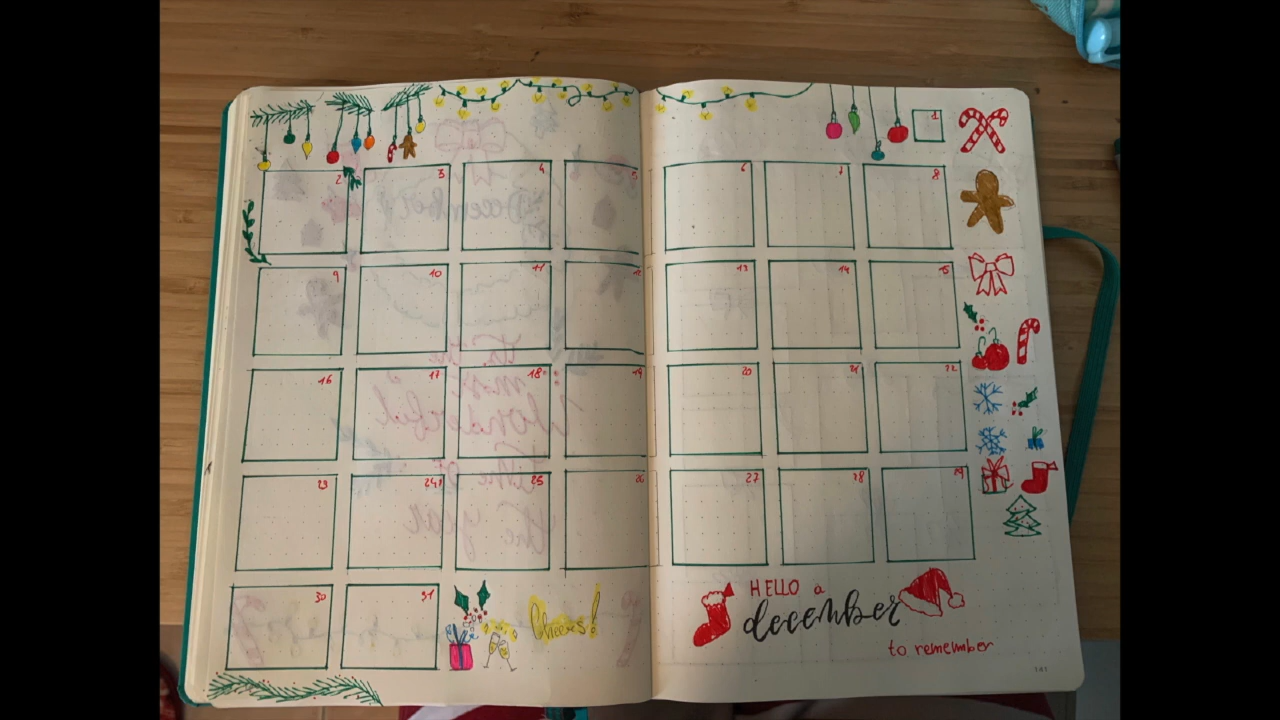 1
2 3 4 5 6 7 8
9 10 11 12 13 14 15
16 17 18 19 20 21 22
23 24 25 26 27 28 29
30 31
Cheers!
HELLO a
december
to remember
141